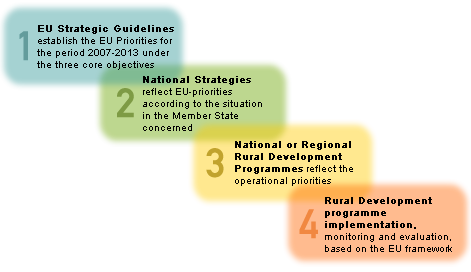 1
EU Strategic Guidelines
establish the EU Priorities for
the period 2007-2013 under
the three core objectives
2
National Strategies
reflect EU-priorities
according to the situation
in the Member State
concerned
3
National or Regional
Rural Development
Programmes reflect the
operational priorities
4
Rural Development
programme
implementation,
monitoring and evaluation,
based on the EU framework